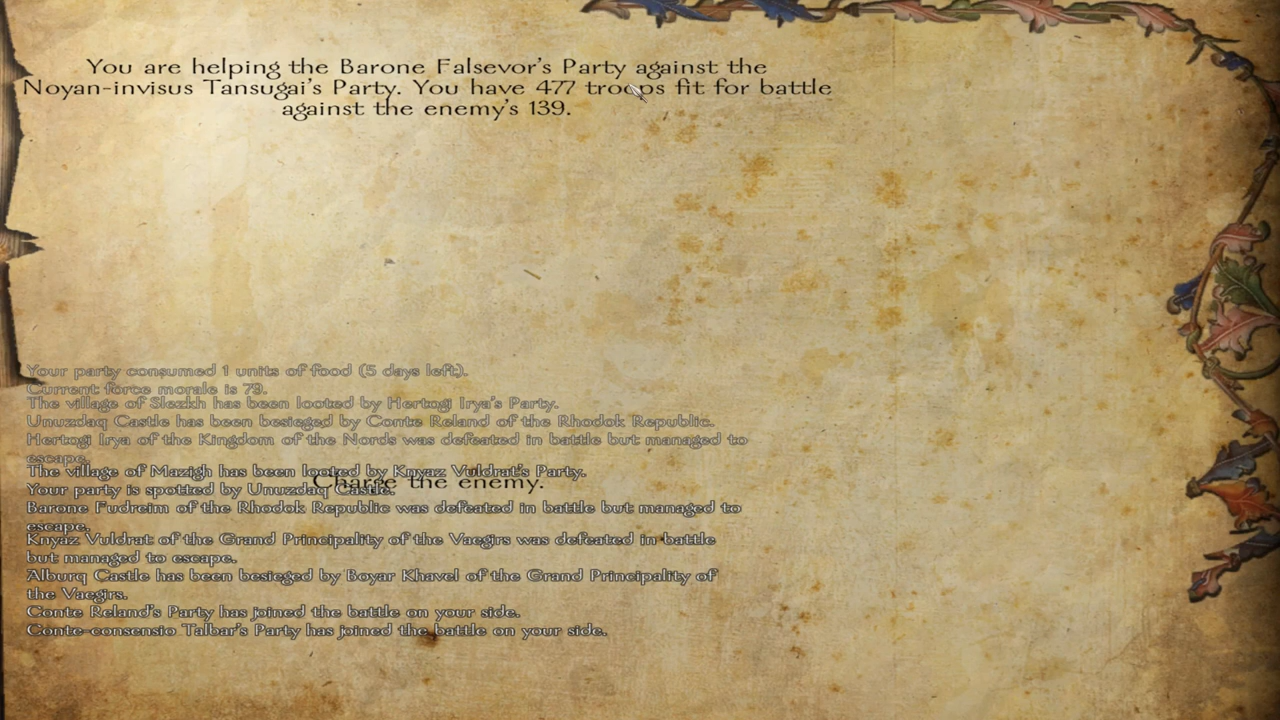 You are helping the Barone Falsevor's Party against the
Noyan-invisus Tansugai's Party. You have 477 troops fit for battle
against the enemy's 139.
Your party consumed 1 units of food (5 days left).
Current force morale is 79.
The village of Slezkh has been looted by Hertogi Irya's Party.
Unuzdaq Castle has been besieged by Conte Reland of the Rhodok Republic.
Hertogi Irya of the Kingdom of the Nords was defeated in battle but managed to
escape.
The village of Mazigh has been looted by Knyaz Vuldrat's Party.
Charge the enemy.
Your party is spotted by Unuzdaq Castle.
Barone Fudreim of the Rhodok Republic was defeated in battle but managed to
escape.
Knyaz Vuldrat of the Grand Principality of the Vaegirs was defeated in battle
but managed to escape.
Alburq Castle has been besieged by Boyar Khavel of the Grand Principality of
the Vaegirs.
Conte Reland's Party has joined the battle on your side.
Conte-consensio Talbar's Party has joined the battle on your side.